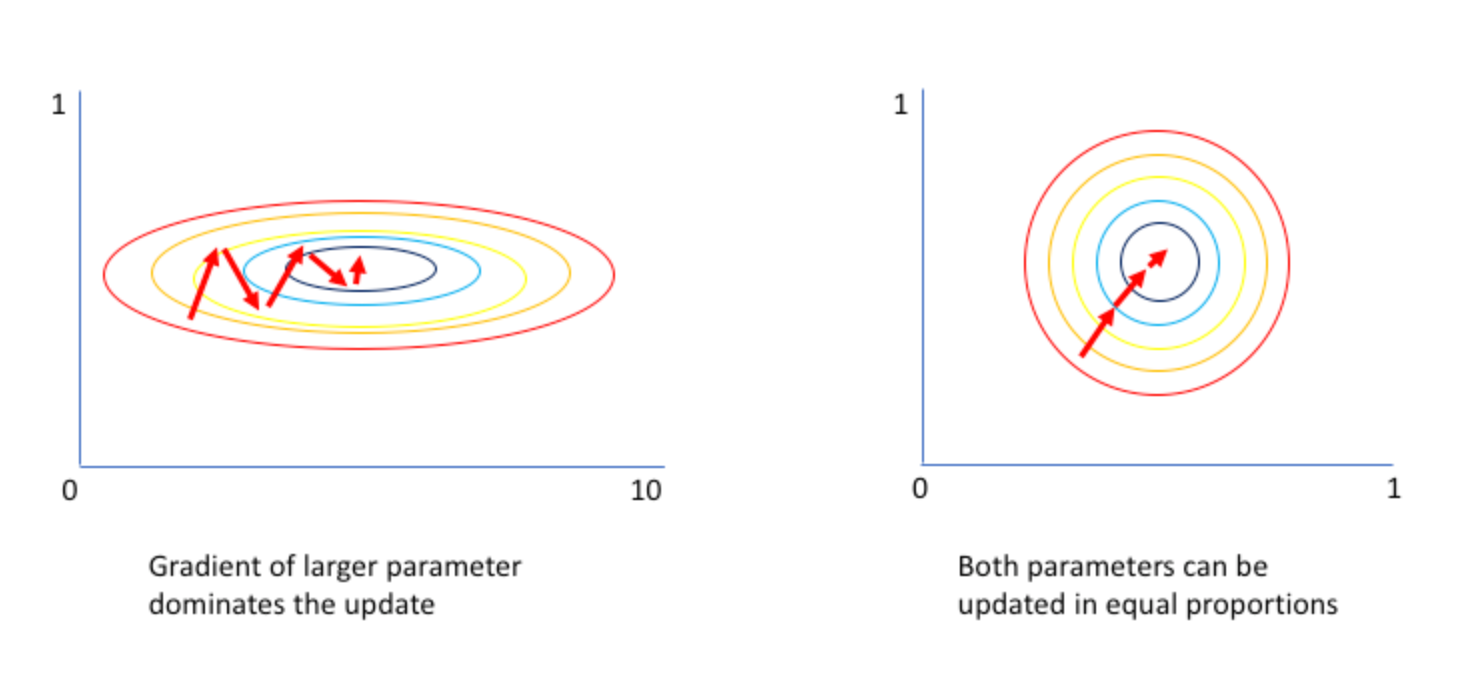 1
0
10
Gradient of larger parameter
dominates the update
1
0
1
Both parameters can be
updated in equal proportions